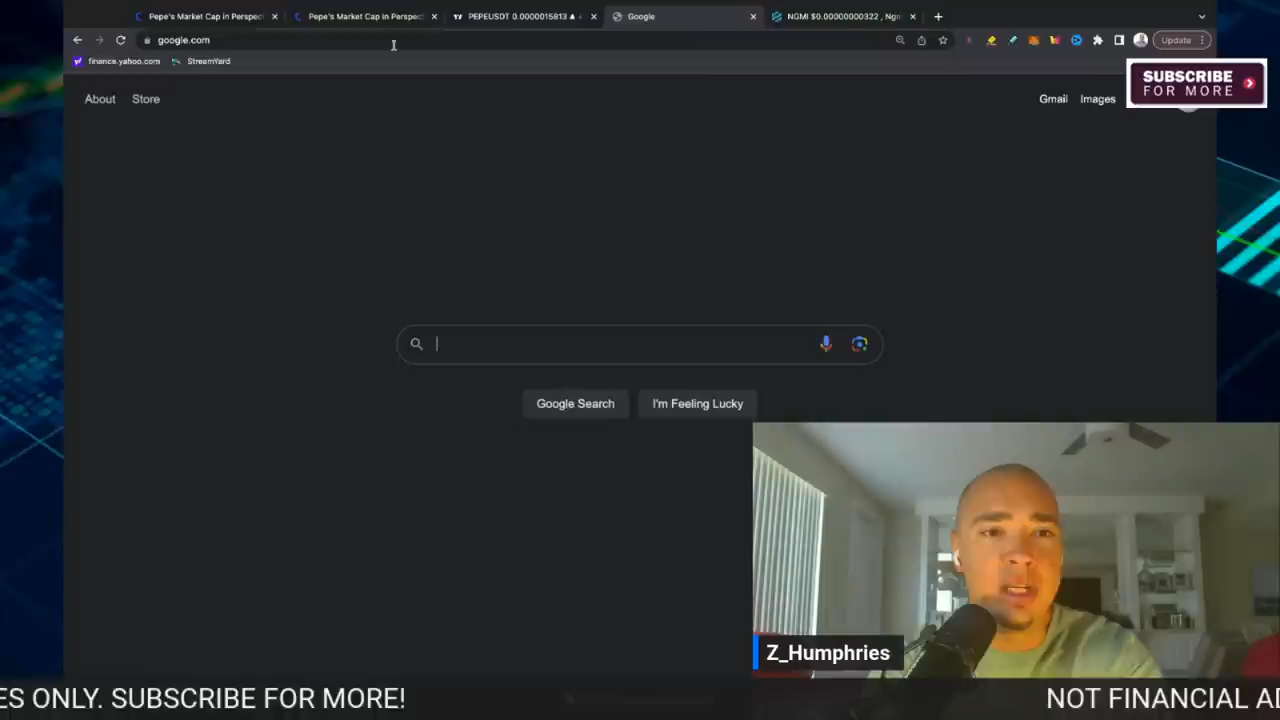 Pepe's Market Cap in Perspect
Pepe's Market Cap in Perspect
PEPEUSDT 0.0000015813 ▲
Google
NGMI $0.00000000322 , Ngm
google.com
Update
finance.yahoo.com
StreamYard
SUBSCRIBE
FOR MORE
About
Store
Gmail
Images
Google Search
I'm Feeling Lucky
Z_Humphries
ES ONLY. SUBSCRIBE FOR MORE!
NOT FINANCIAL AD